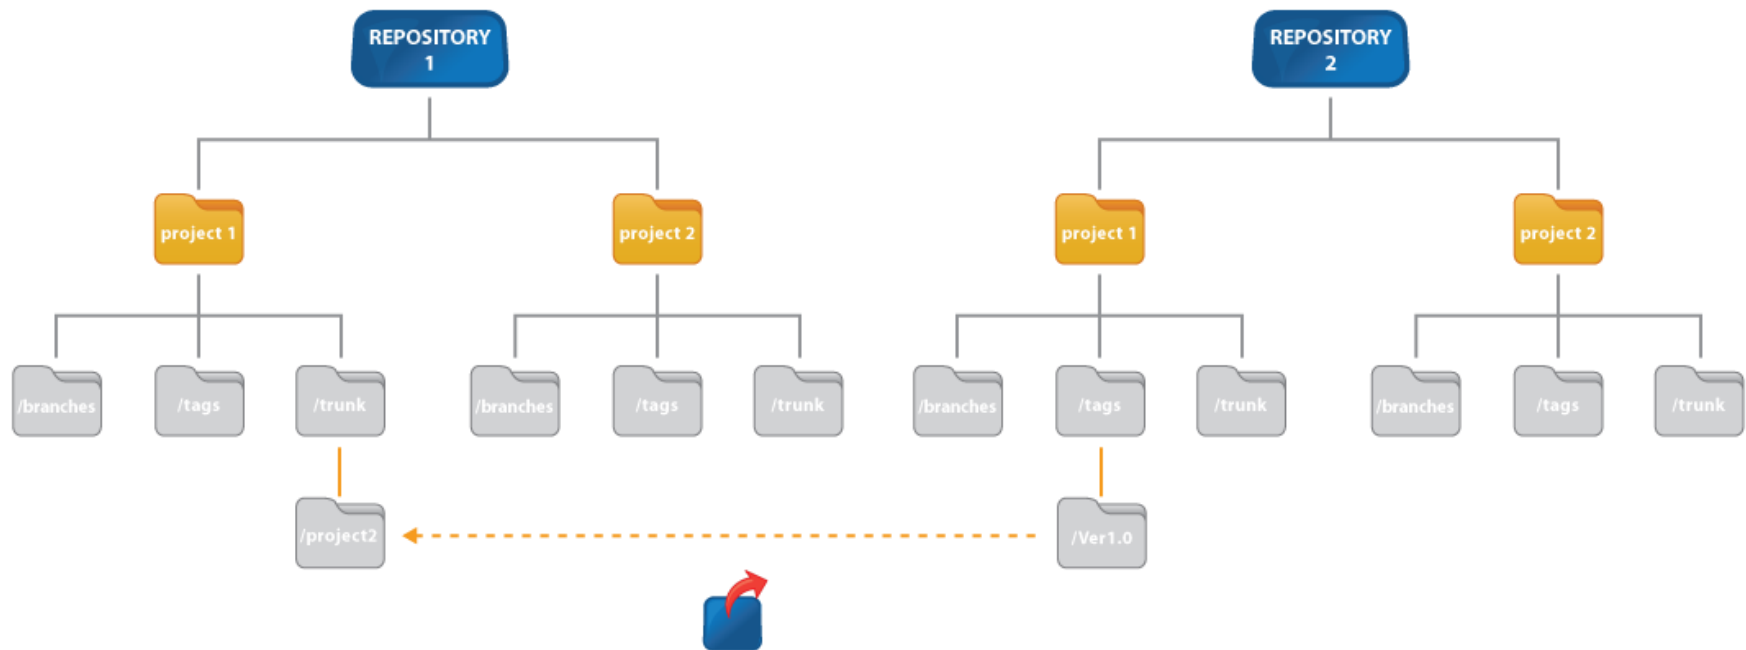 REPOSITORY
1
REPOSITORY
2
project 1
project 2
project 1
project 2
/branches
/tags
/trunk
/branches
/tags
/trunk
/branches
/tags
/trunk
/branches
/tags
/trunk
/project2
/Ver1.0